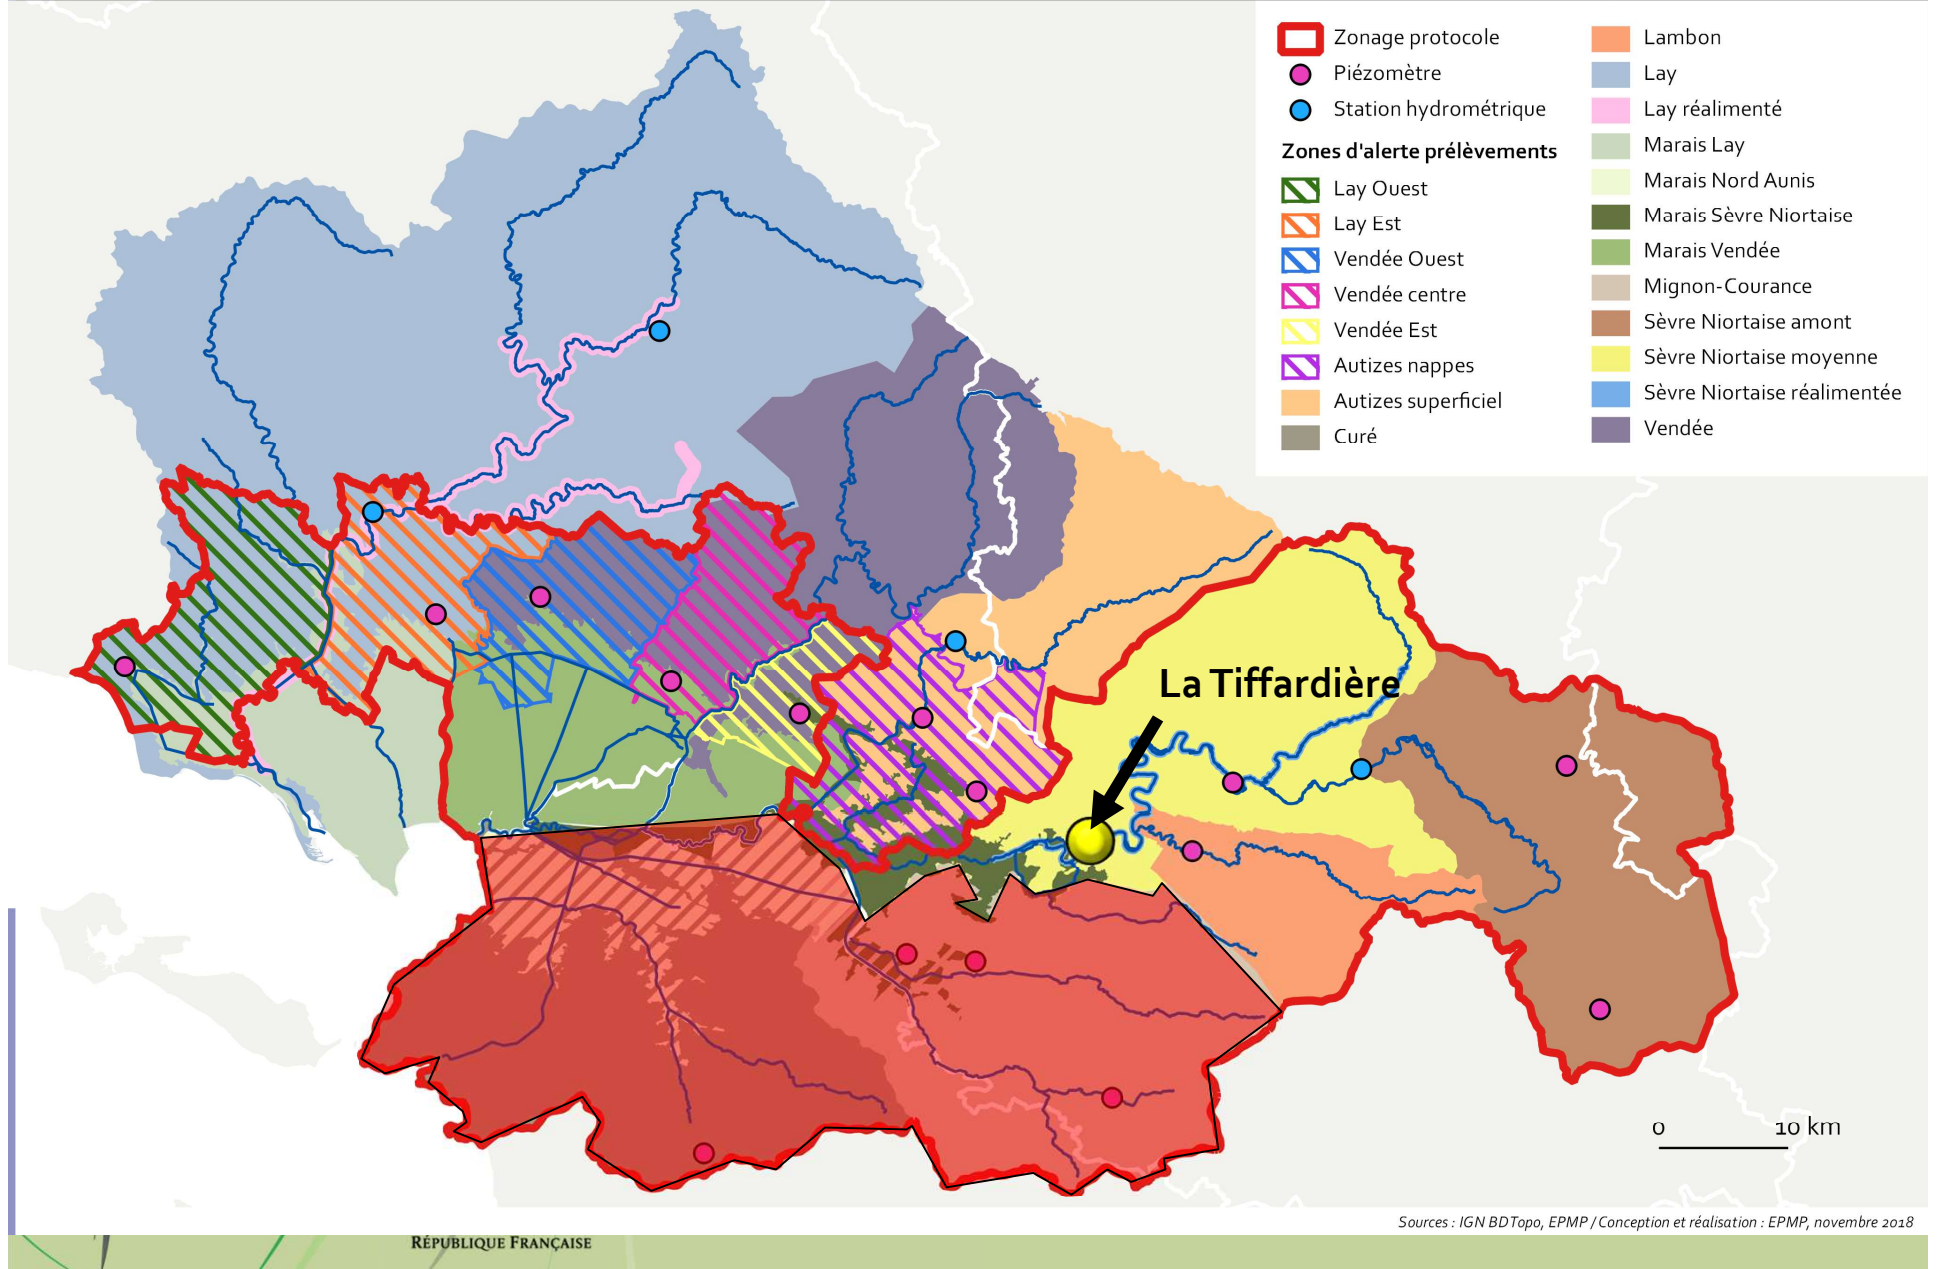 Zonage protocole
Piézomètre
Station hydrométrique
Zones d'alerte prélèvements
Lay Ouest
Lay Est
Vendée Ouest
Vendée centre
Vendée Est
Autizes nappes
Autizes superficiel
Curé
Lambon
Lay
Lay réalimenté
Marais Lay
Marais Nord Aunis
Marais Sèvre Niortaise
Marais Vendée
Mignon-Courance
Sèvre Niortaise amont
Sèvre Niortaise moyenne
Sèvre Niortaise réalimentée
Vendée
La Tiffardière
0 10 km
Sources : IGN BDTopo, EPMP / Conception et réalisation : EPMP, novembre 2018
RÉPUBLIQUE FRANÇAISE